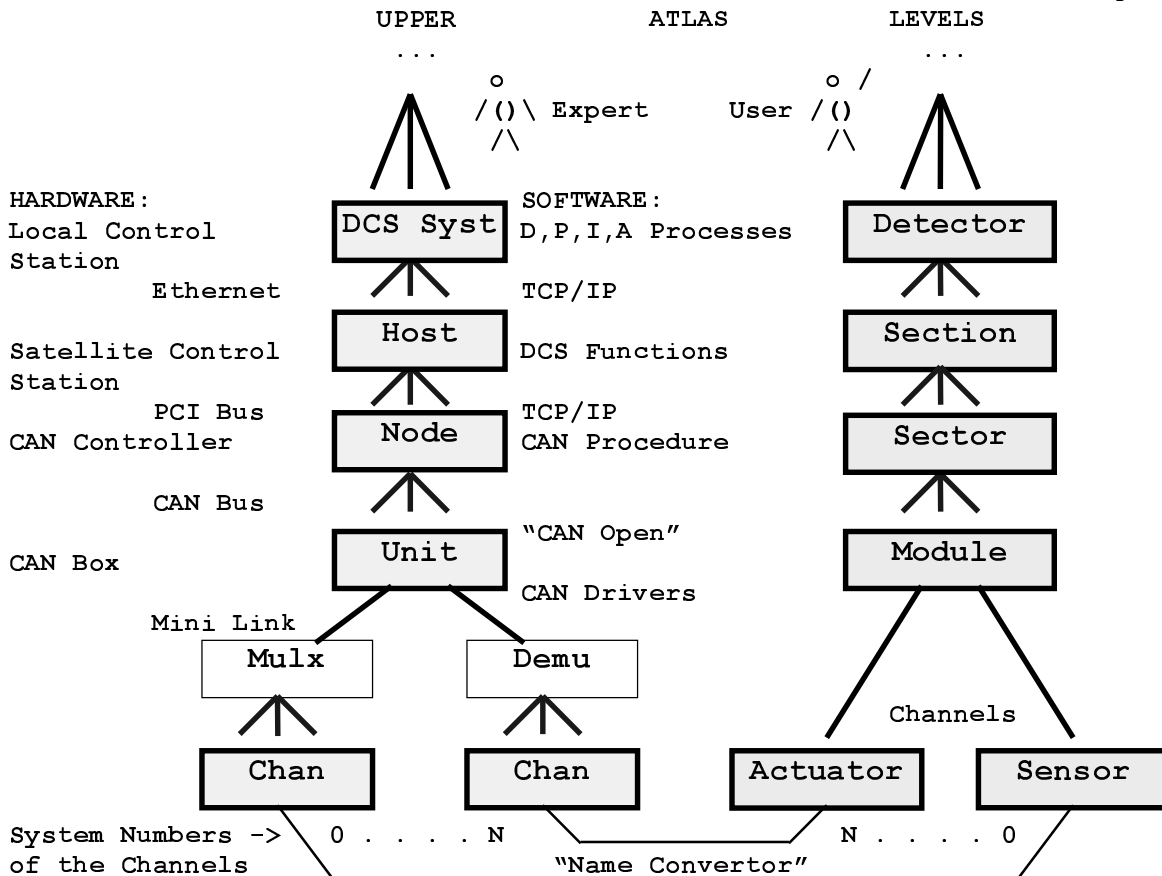 UPPER ATLAS LEVELS
... ...
Expert User
HARDWARE: SOFTWARE:
DCS Syst Detector
Local Control D,P,I,A Processes
Station
Ethernet TCP/IP
Host Section
Satellite Control DCS Functions
Station
PCI Bus TCP/IP
Node Sector
CAN Controller CAN Procedure
CAN Bus
“CAN Open”
Unit Module
CAN Box
CAN Drivers
Mini Link
Mulx Demu
Channels
Chan Chan Actuator Sensor
System Numbers -> 0 . . . . N N . . . . 0
of the Channels “Name Convertor”